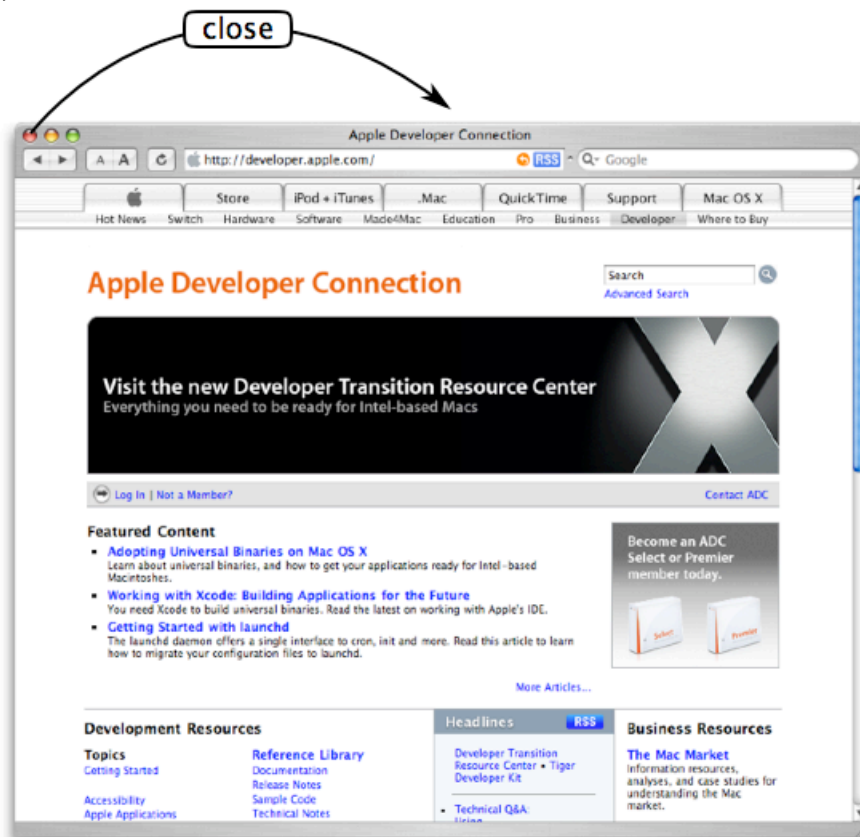 close
Apple Developer Connection
A A http://developer.apple.com/ RSS Google
Store iPod + iTunes .Mac QuickTime Support Mac OS X
Hot News Switch Hardware Software Made4Mac Education Pro Business Developer Where to Buy
Apple Developer Connection
Search
Advanced Search
Visit the new Developer Transition Resource Center
Everything you need to be ready for Intel-based Macs
Log In | Not a Member? Contact ADC
Featured Content
Adopting Universal Binaries on Mac OS X
Learn about universal binaries, and how to get your applications ready for Intel-based
Macintoshes.
Working with Xcode: Building Applications for the Future
You need Xcode to build universal binaries. Read the latest on working with Apple's IDE.
Getting Started with launchd
The launchd daemon offers a single interface to cron, init and more. Read this article to learn
how to migrate your configuration files to launchd.
More Articles...
Become an ADC
Select or Premier
member today.
Select Premier
Development Resources
Topics
Getting Started
Accessibility
Apple Applications
Reference Library
Documentation
Release Notes
Sample Code
Technical Notes
Headlines RSS
Developer Transition
Resource Center • Tiger
Developer Kit
Technical Q&A:
Using
Business Resources
The Mac Market
Information resources,
analyses, and case studies for
understanding the Mac
market.